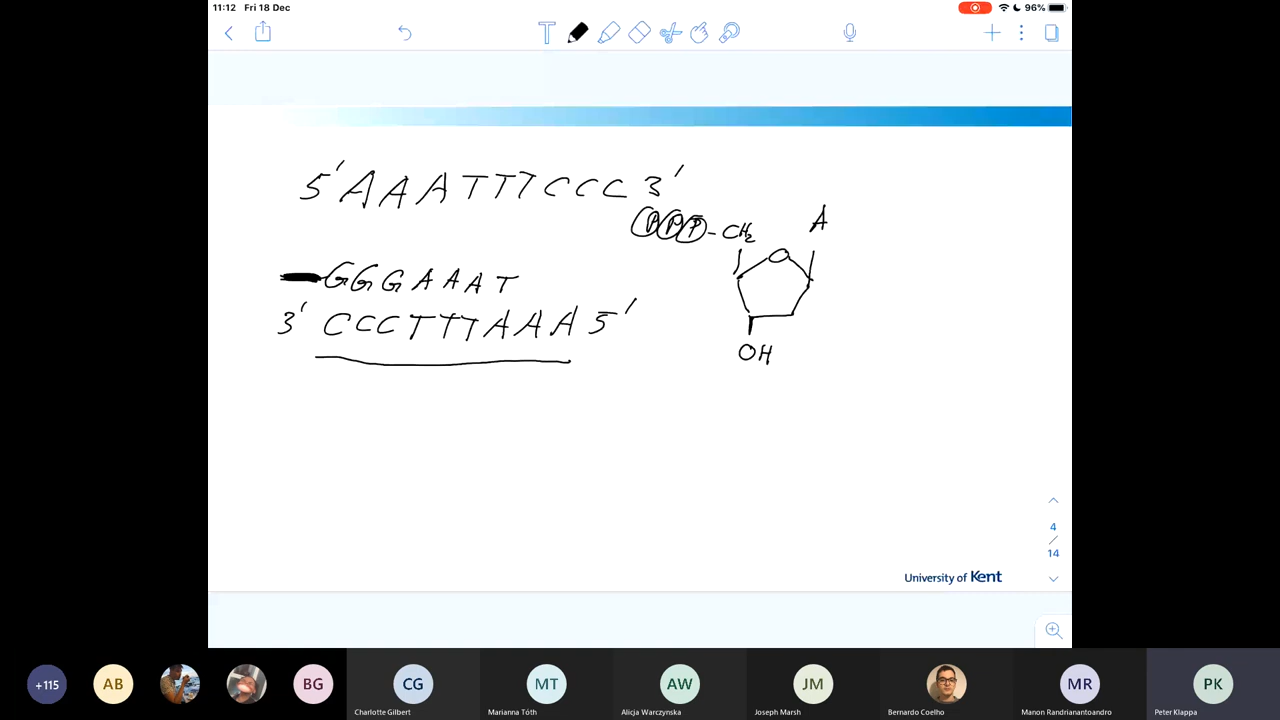 11:12 Fri 18 Dec
96%
T
5' A A A T T T C C C 3'
P P P - CH2
A
O
G G G A A A T
3' C C C T T T A A A 5'
OH
4
/
14
University of Kent
+115
AB
BG
CG
MT
AW
JM
MR
PK
Charlotte Gilbert
Marianna Tóth
Alicja Warczynska
Joseph Marsh
Bernardo Coelho
Manon Randrianantoandro
Peter Klappa